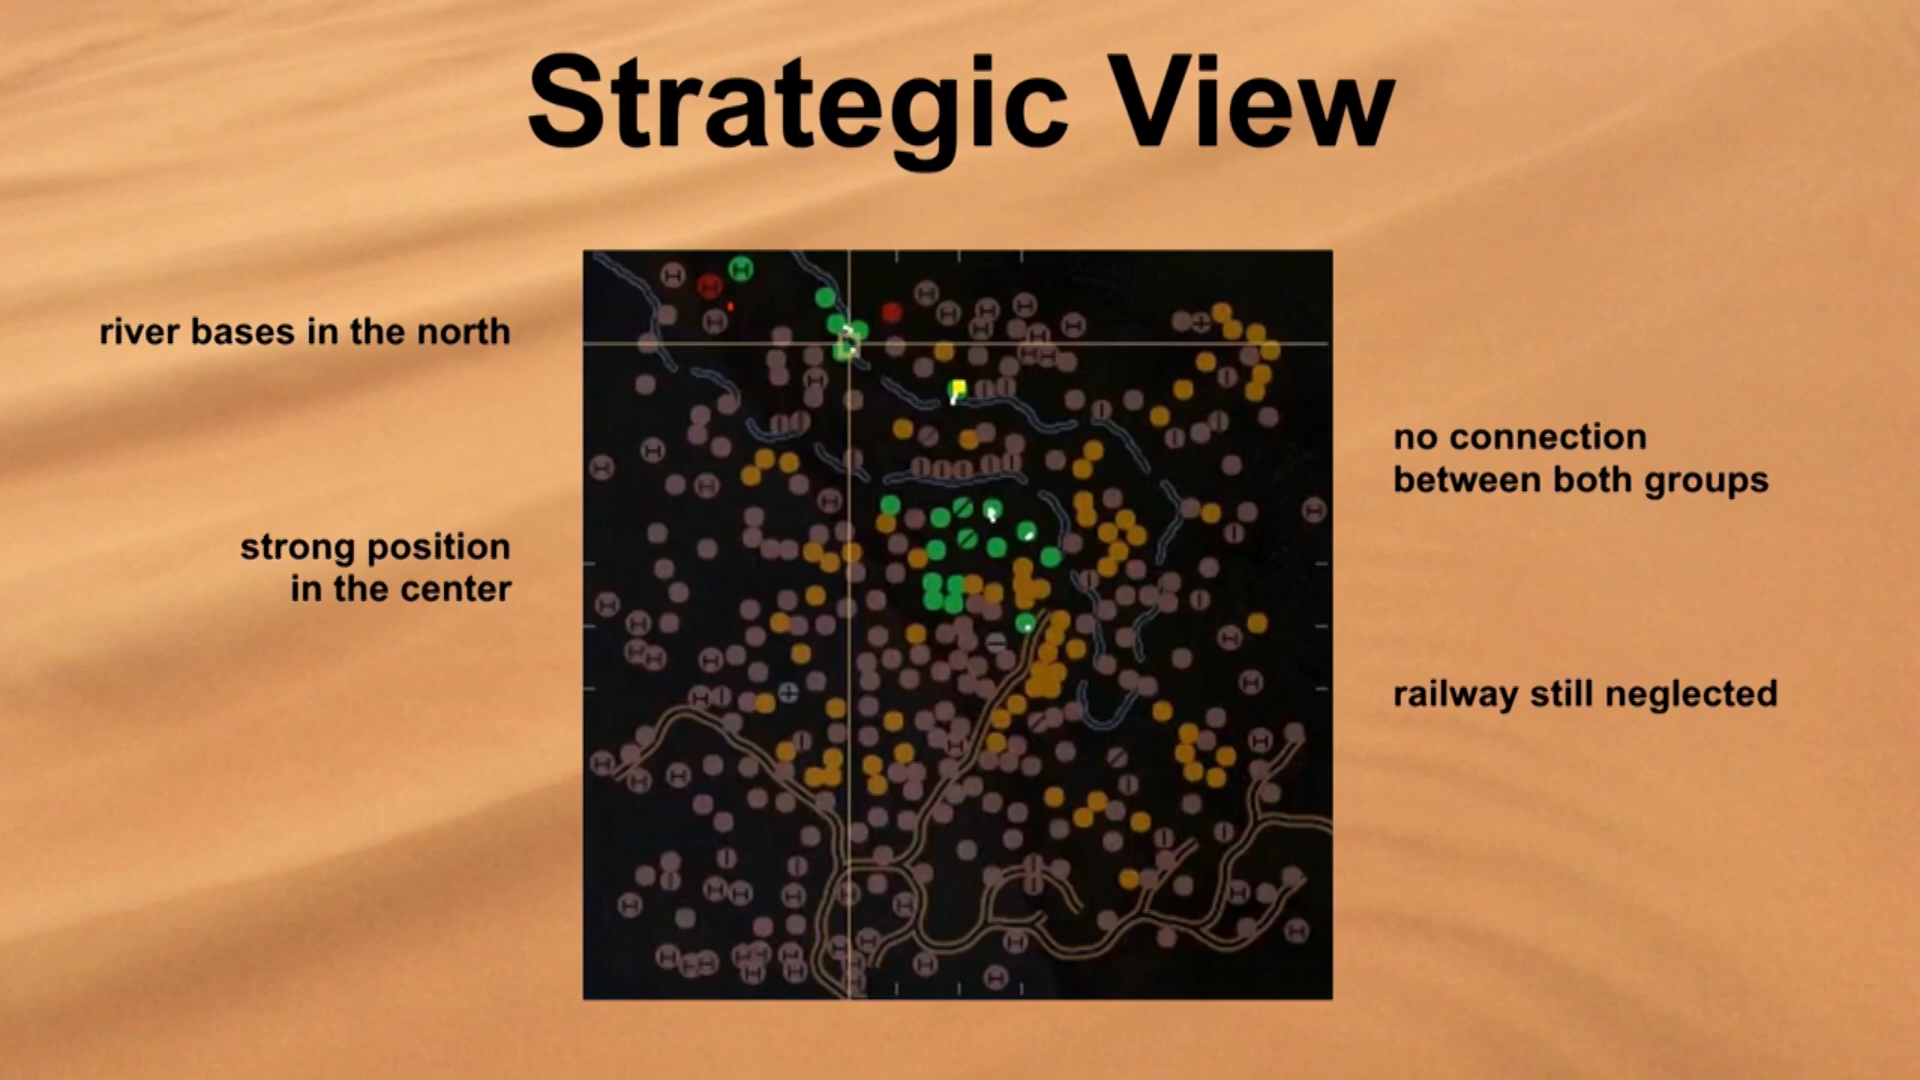 Strategic View
river bases in the north
strong position
in the center
no connection
between both groups
railway still neglected